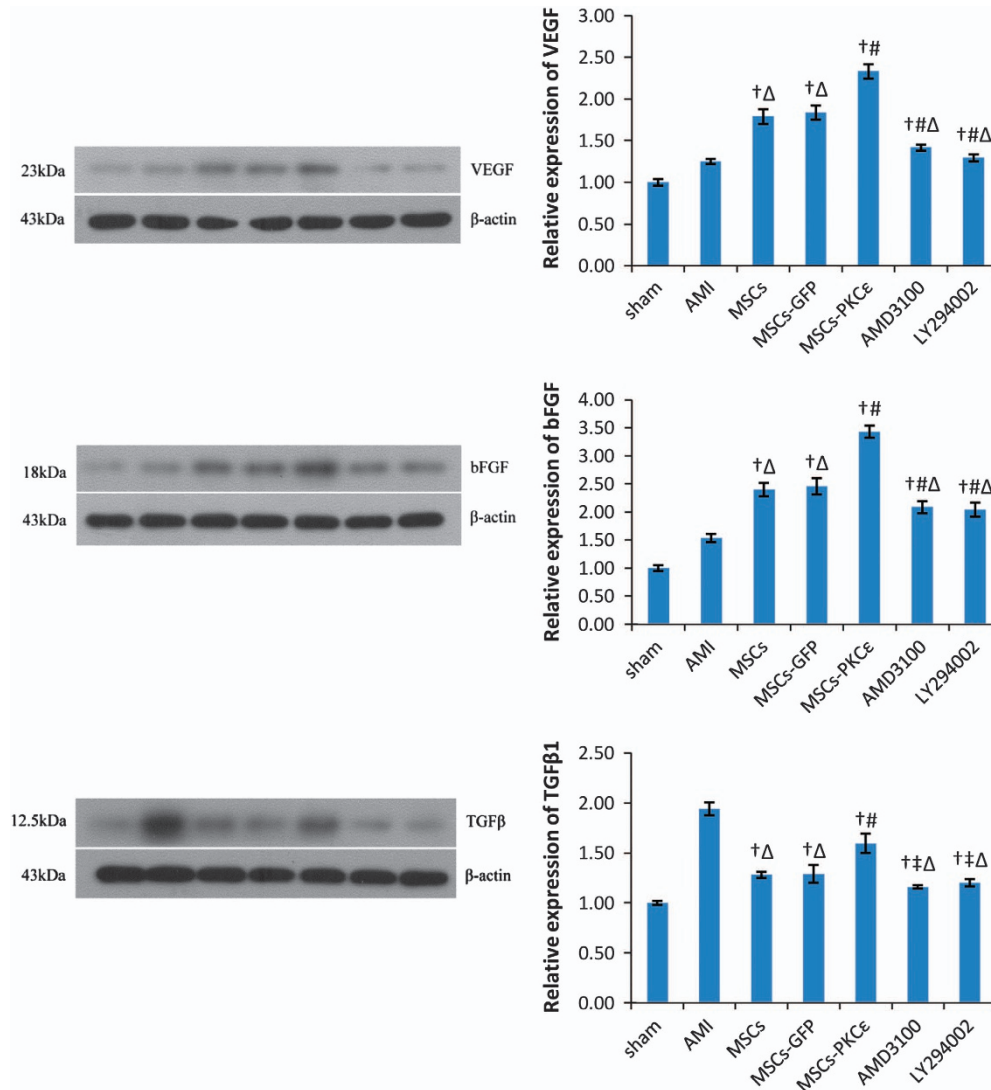 23kDa
VEGF
43kDa
β-actin
Relative expression of VEGF
3.00
2.50
2.00
1.50
1.00
0.50
0.00
†Δ
†Δ
†#
†#Δ
†#Δ
sham
AMI
MSCs
MSCs-GFP
MSCs-PKCε
AMD3100
LY294002
18kDa
bFGF
43kDa
β-actin
Relative expression of bFGF
4.00
3.50
3.00
2.50
2.00
1.50
1.00
0.50
0.00
†Δ
†Δ
†#
†#Δ
†#Δ
sham
AMI
MSCs
MSCs-GFP
MSCs-PKCε
AMD3100
LY294002
12.5kDa
TGFβ
43kDa
β-actin
Relative expression of TGFβ1
2.50
2.00
1.50
1.00
0.50
0.00
†Δ
†Δ
†#
†‡Δ
†‡Δ
sham
AMI
MSCs
MSCs-GFP
MSCs-PKCε
AMD3100
LY294002